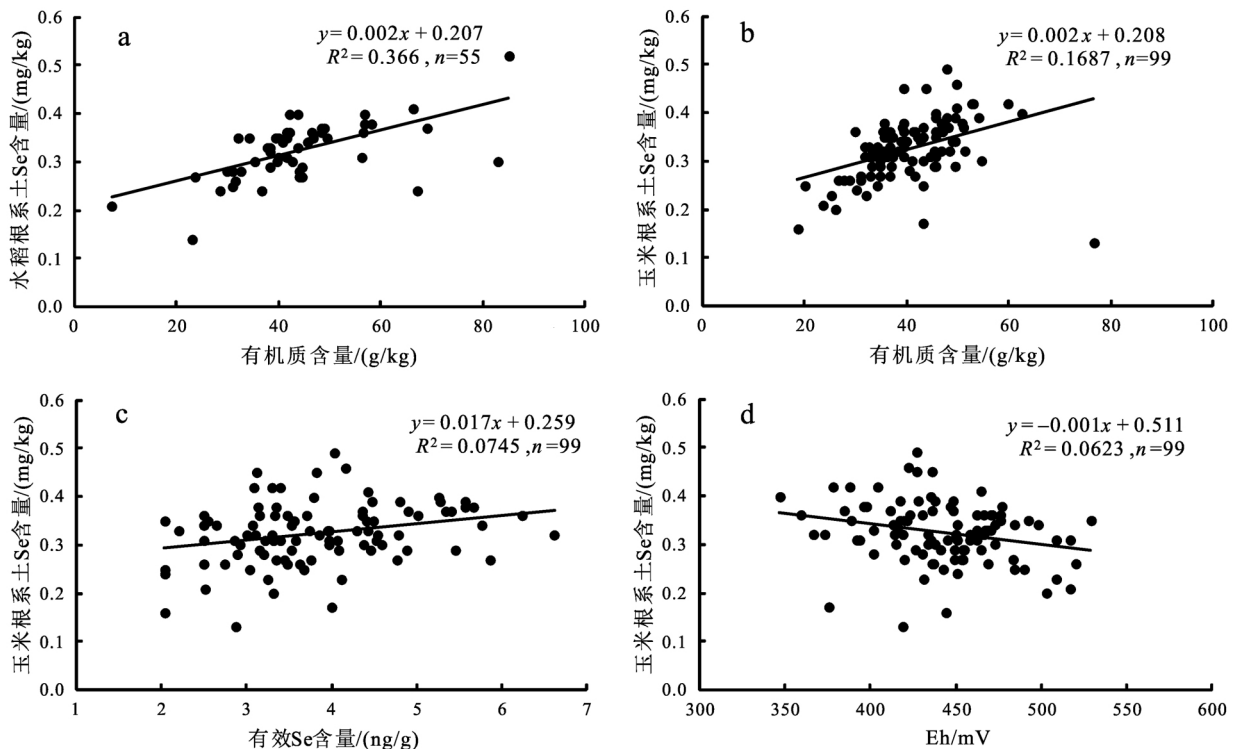 a
y=0.002x+0.207
R²=0.366,n=55
水稻根系土Se含量/(mg/kg)
0.6
0.5
0.4
0.3
0.2
0.1
0.0
0 20 40 60 80 100
有机质含量/(g/kg)
b
y=0.002x+0.208
R²=0.1687,n=99
玉米根系土Se含量/(mg/kg)
0.6
0.5
0.4
0.3
0.2
0.1
0.0
0 20 40 60 80 100
有机质含量/(g/kg)
c
y=0.017x+0.259
R²=0.0745,n=99
玉米根系土Se含量/(mg/kg)
0.6
0.5
0.4
0.3
0.2
0.1
0.0
1 2 3 4 5 6 7
有效Se含量/(ng/g)
d
y=−0.001x+0.511
R²=0.0623,n=99
玉米根系土Se含量/(mg/kg)
0.6
0.5
0.4
0.3
0.2
0.1
0.0
300 350 400 450 500 550 600
Eh/mV